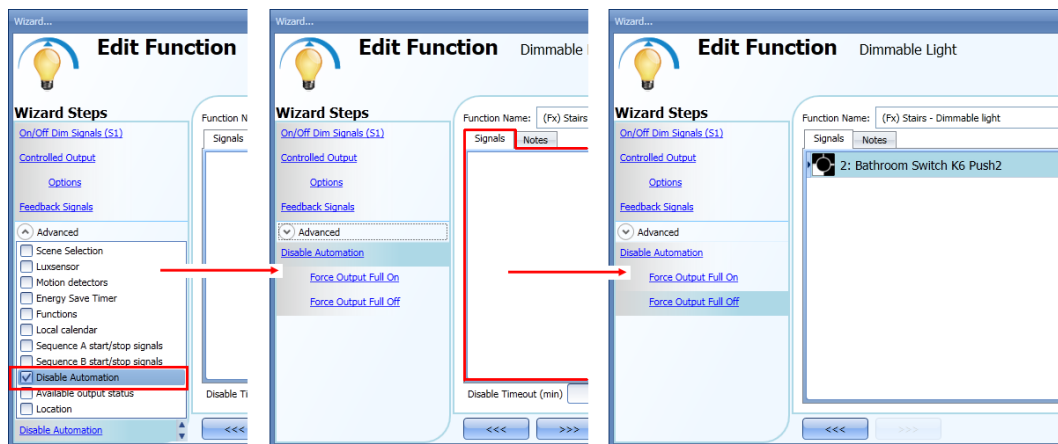 Wizard...
Edit Function
Wizard Steps
On/Off Dim Signals (S1)
Controlled Output
Options
Feedback Signals
Advanced
Scene Selection
Luxsensor
Motion detectors
Energy Save Timer
Functions
Local calendar
Sequence A start/stop signals
Sequence B start/stop signals
Disable Automation
Available output status
Location
Disable Automation
Function N
Signals
Disable Ti
<<<
Wizard...
Edit Function Dimmable
Wizard Steps
On/Off Dim Signals (S1)
Controlled Output
Options
Feedback Signals
Advanced
Disable Automation
Force Output Full On
Force Output Full Off
Function Name: (Fx) Stairs
Signals Notes
Disable Timeout (min)
<<< >>>
Wizard...
Edit Function Dimmable Light
Wizard Steps
On/Off Dim Signals (S1)
Controlled Output
Options
Feedback Signals
Advanced
Disable Automation
Force Output Full On
Force Output Full Off
Function Name: (Fx) Stairs - Dimmable light
Signals Notes
2: Bathroom Switch K6 Push2
<<< >>>